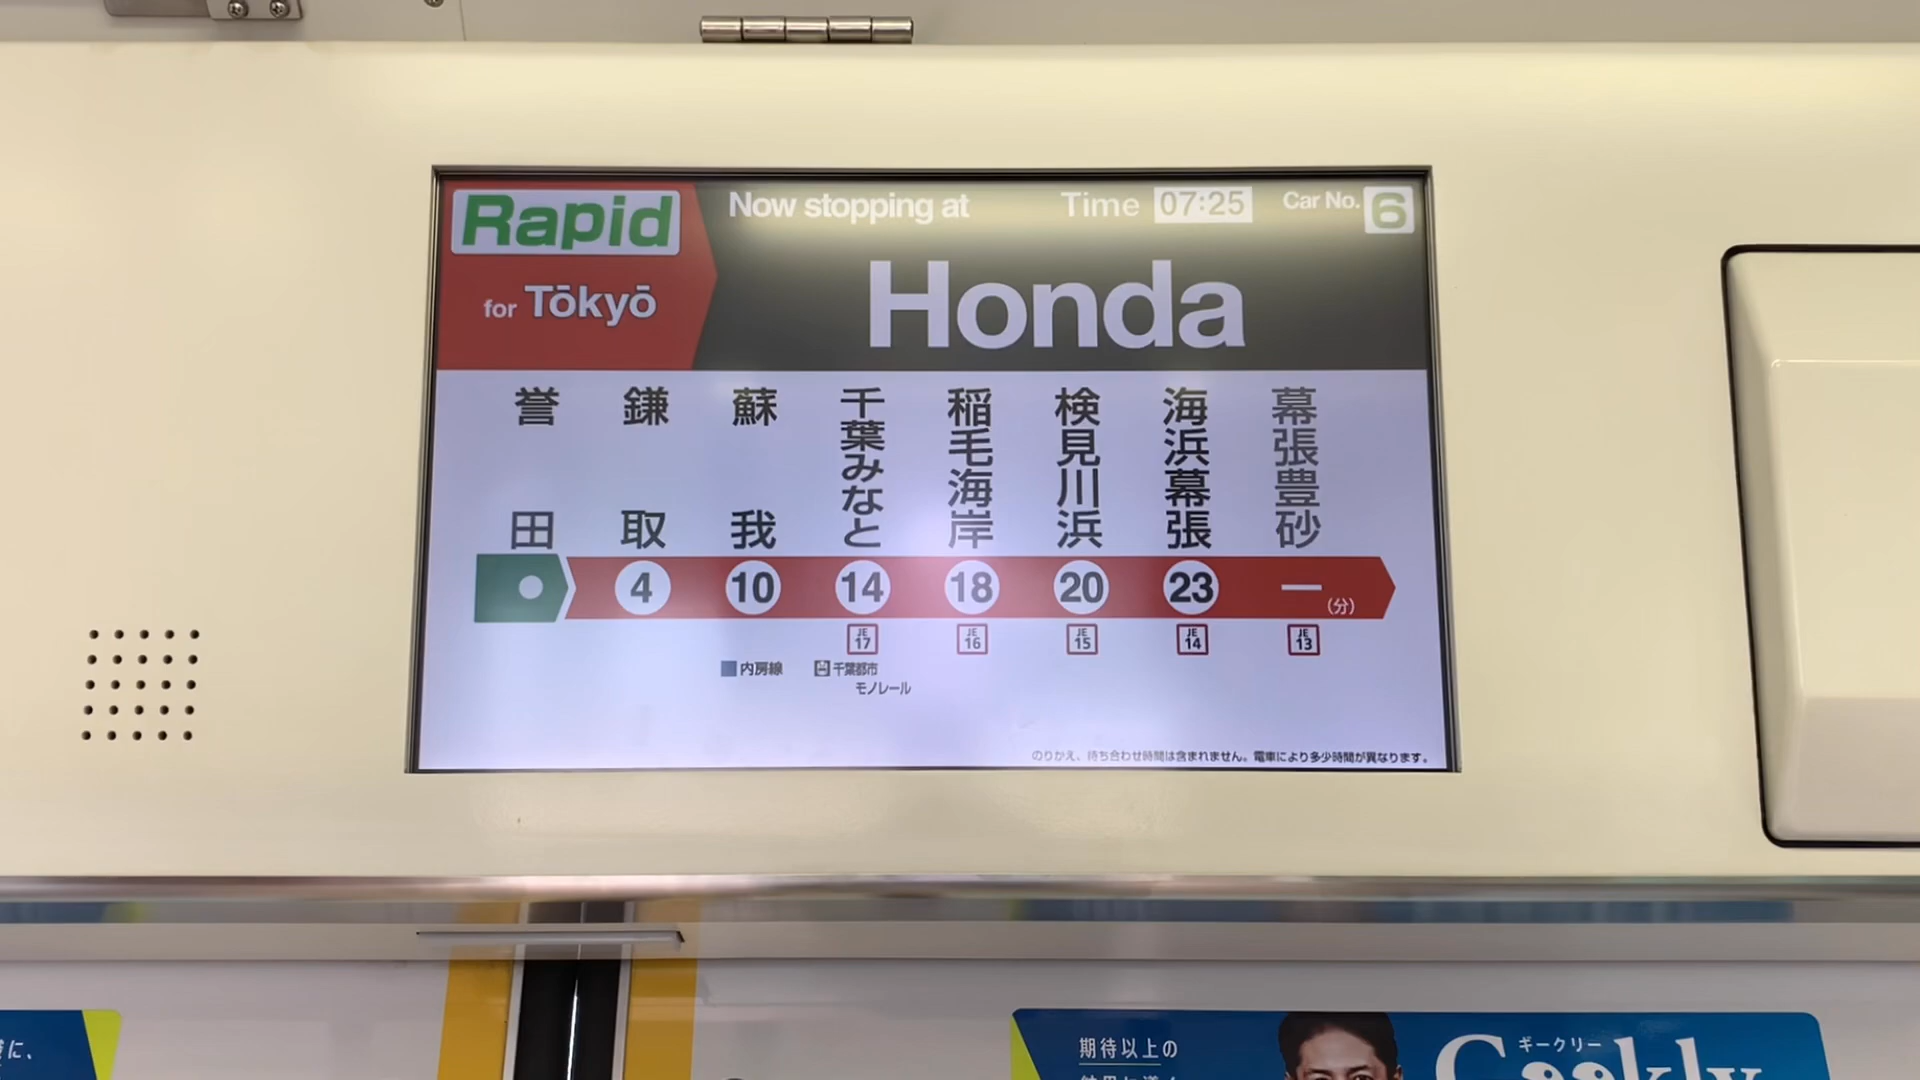 Rapid
for Tōkyō
Now stopping at
Time 07:25
Car No. 6
Honda
誉田
鎌取
蘇我
千葉みなと
稲毛海岸
検見川浜
海浜幕張
幕張豊砂
4 10 14 18 20 23 ー (分)
JE 17
JE 16
JE 15
JE 14
JE 13
内房線
千葉都市
モノレール
のりかえ、待ち合わせ時間は含まれません。電車により多少時間が異なります。
に、
期待以上の
ギークリー
Geekly